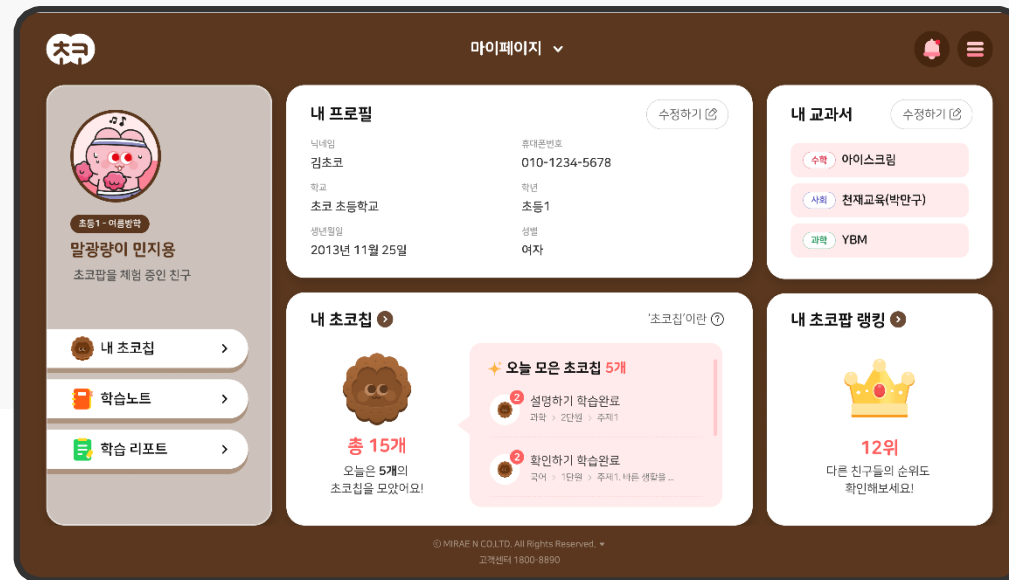 초코
마이페이지
초등1 - 여름방학
말광량이 민지용
초코팝을 체험 중인 친구
내 초코칩
학습노트
학습 리포트
내 프로필
수정하기
닉네임
김초코
휴대폰번호
010-1234-5678
학교
초코 초등학교
학년
초등1
생년월일
2013년 11월 25일
성별
여자
내 교과서
수정하기
수학 아이스크림
사회 천재교육(박만구)
과학 YBM
내 초코칩
'초코칩'이란 ?
총 15개
오늘은 5개의
초코칩을 모았어요!
오늘 모은 초코칩 5개
2
설명하기 학습완료
과학 > 2단원 > 주제1
2
확인하기 학습완료
국어 > 1단원 > 주제1. 바른 생활을 ...
내 초코팝 랭킹
12위
다른 친구들의 순위도
확인해보세요!
ⓒ MIRAE N CO.LTD. All Rights Reserved.
고객센터 1800-8890